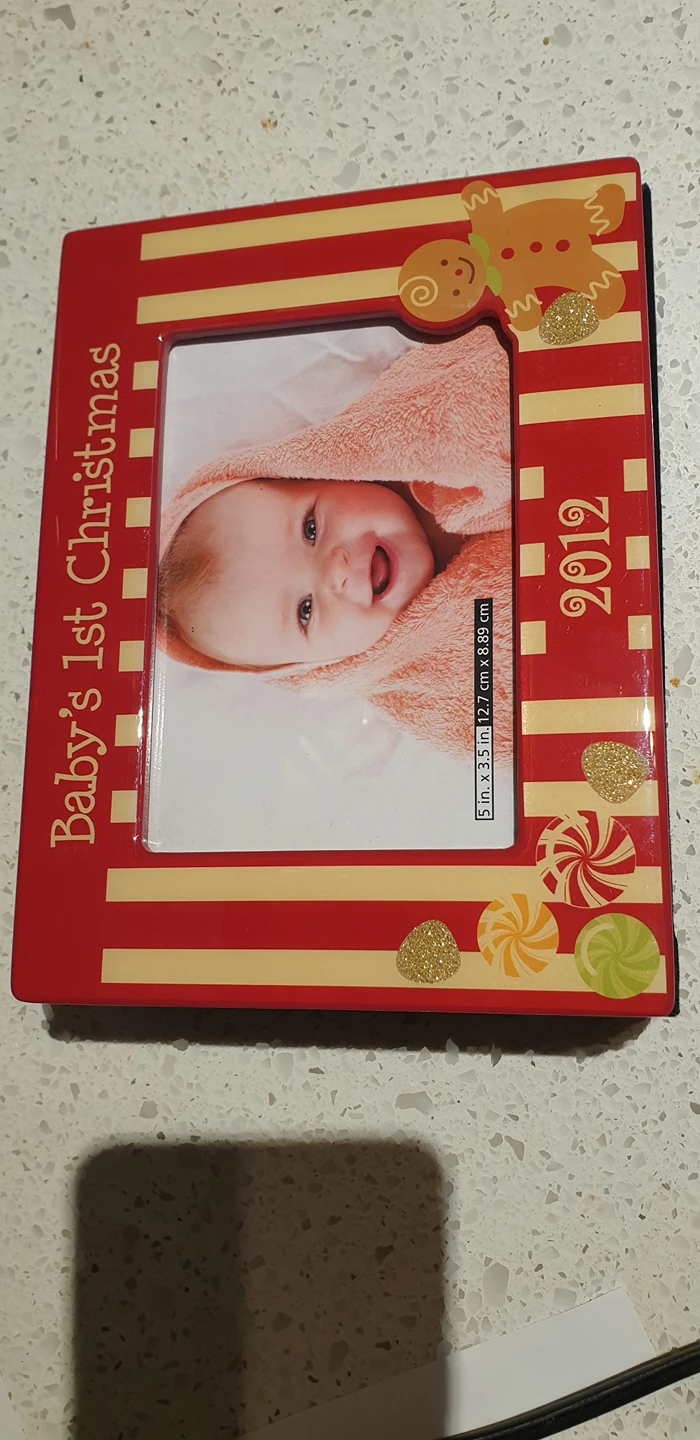 Baby's 1st Christmas
5 in. x 3.5 in. 12.7 cm x 8.89 cm
2012